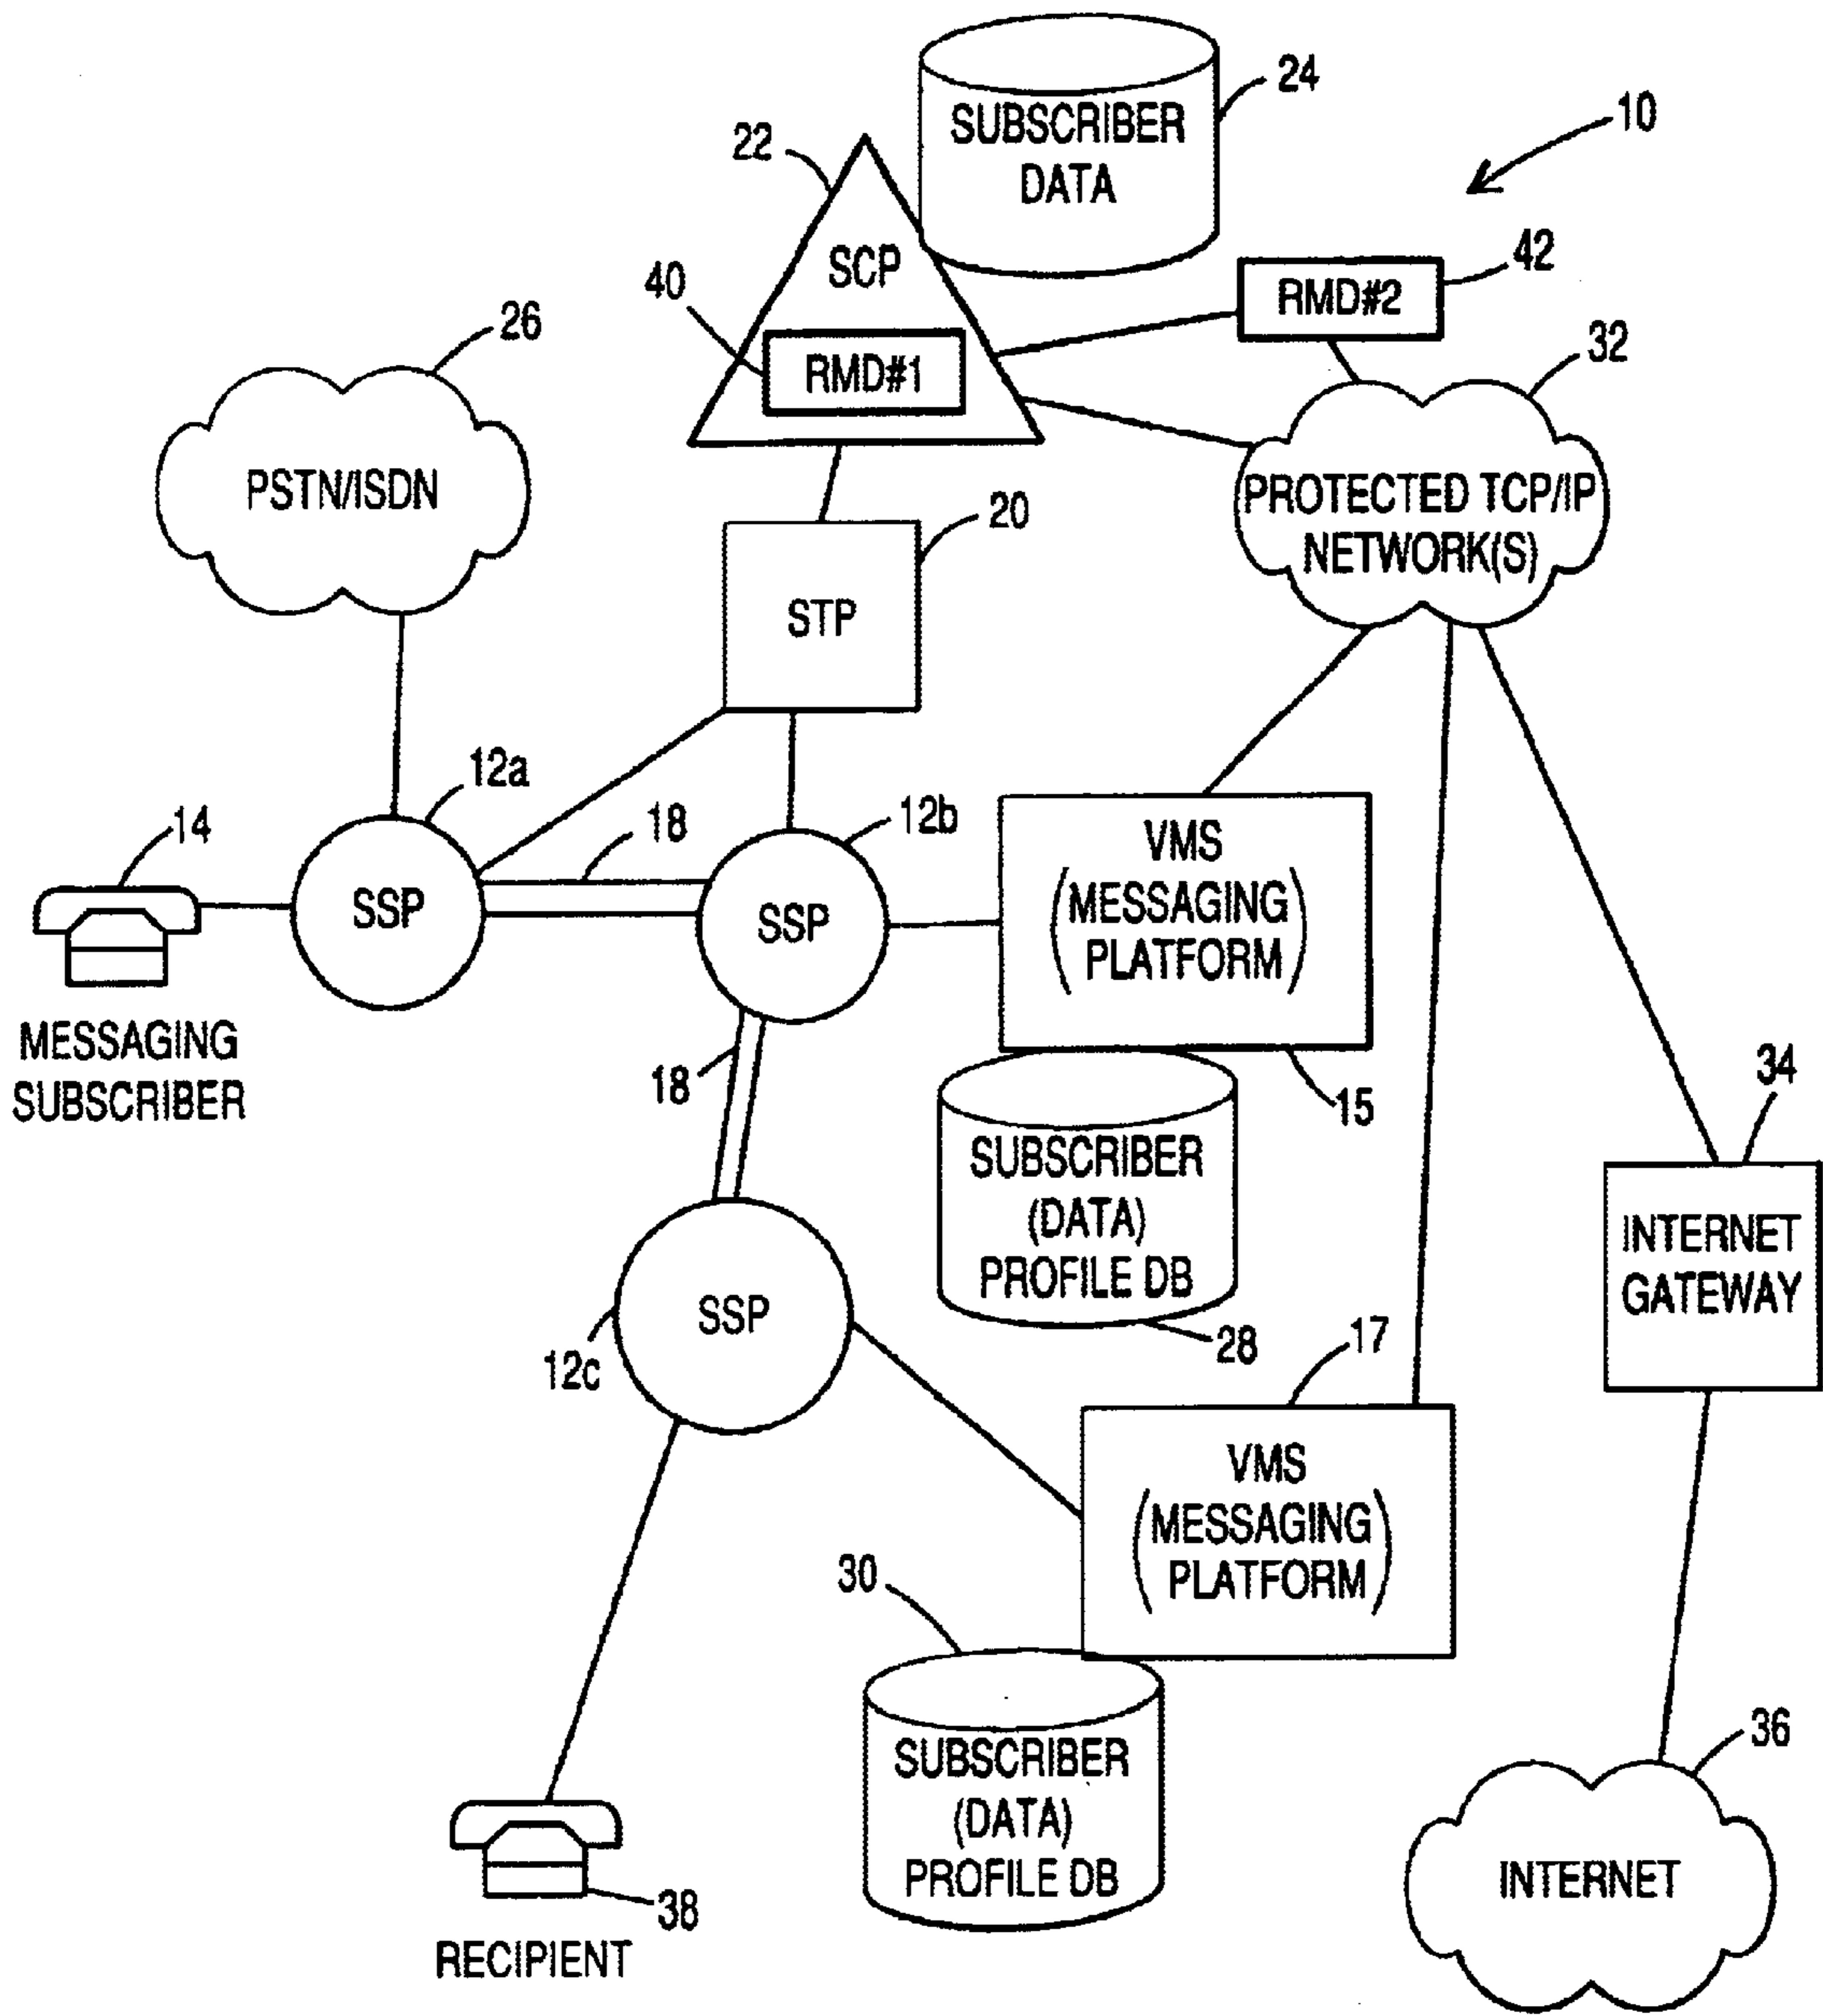 24
SUBSCRIBER
DATA
10
22
SCP
42
RMD#2
40
RMD#1
26
PSTN/ISDN
32
PROTECTED TCP/IP
NETWORK(S)
20
STP
12a
14
SSP
18
12b
SSP
VMS
(MESSAGING
PLATFORM)
MESSAGING
SUBSCRIBER
18
15
34
SUBSCRIBER
(DATA)
PROFILE DB
28
INTERNET
GATEWAY
SSP
12c
17
VMS
(MESSAGING
PLATFORM)
30
SUBSCRIBER
(DATA)
PROFILE DB
36
INTERNET
38
RECIPIENT